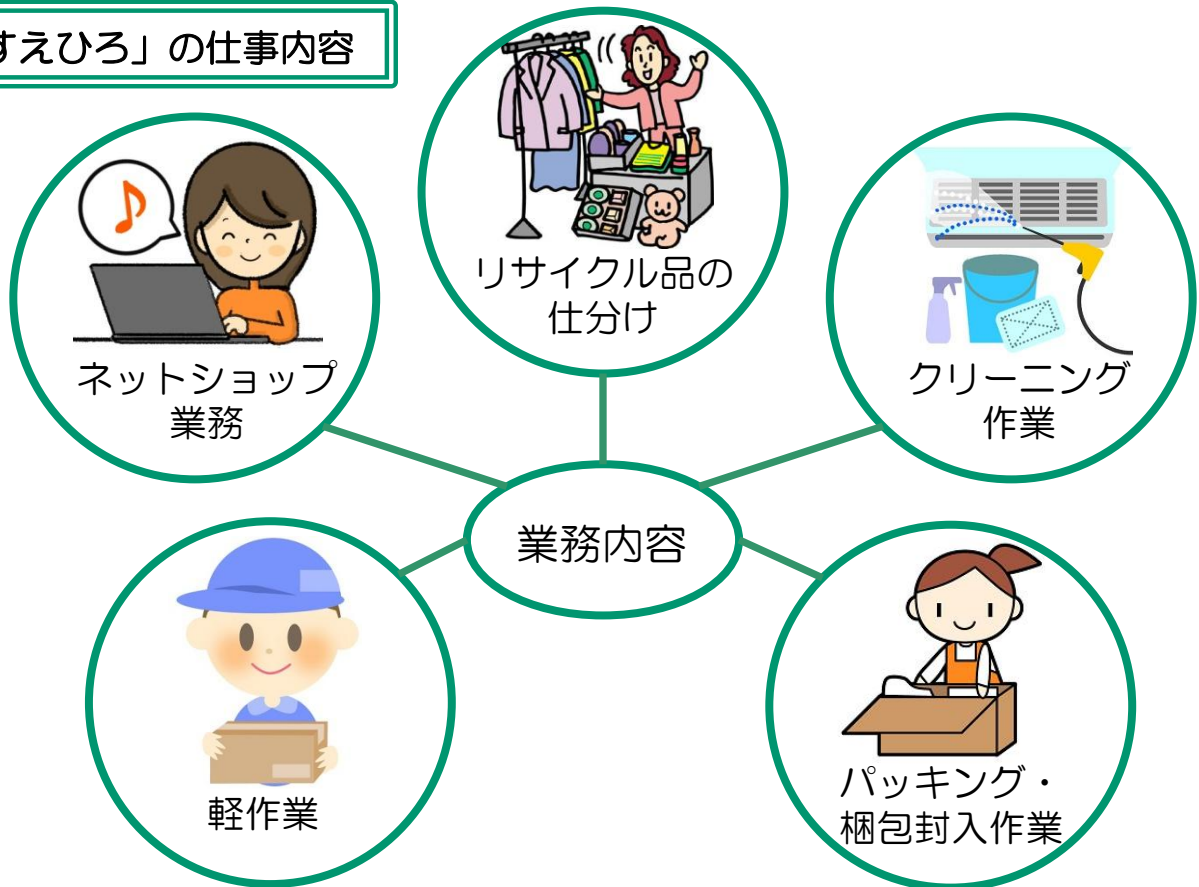 すえひろ」の仕事内容
リサイクル品の
仕分け
ネットショップ
業務
クリーニング
作業
業務内容
軽作業
パッキング・
梱包封入作業